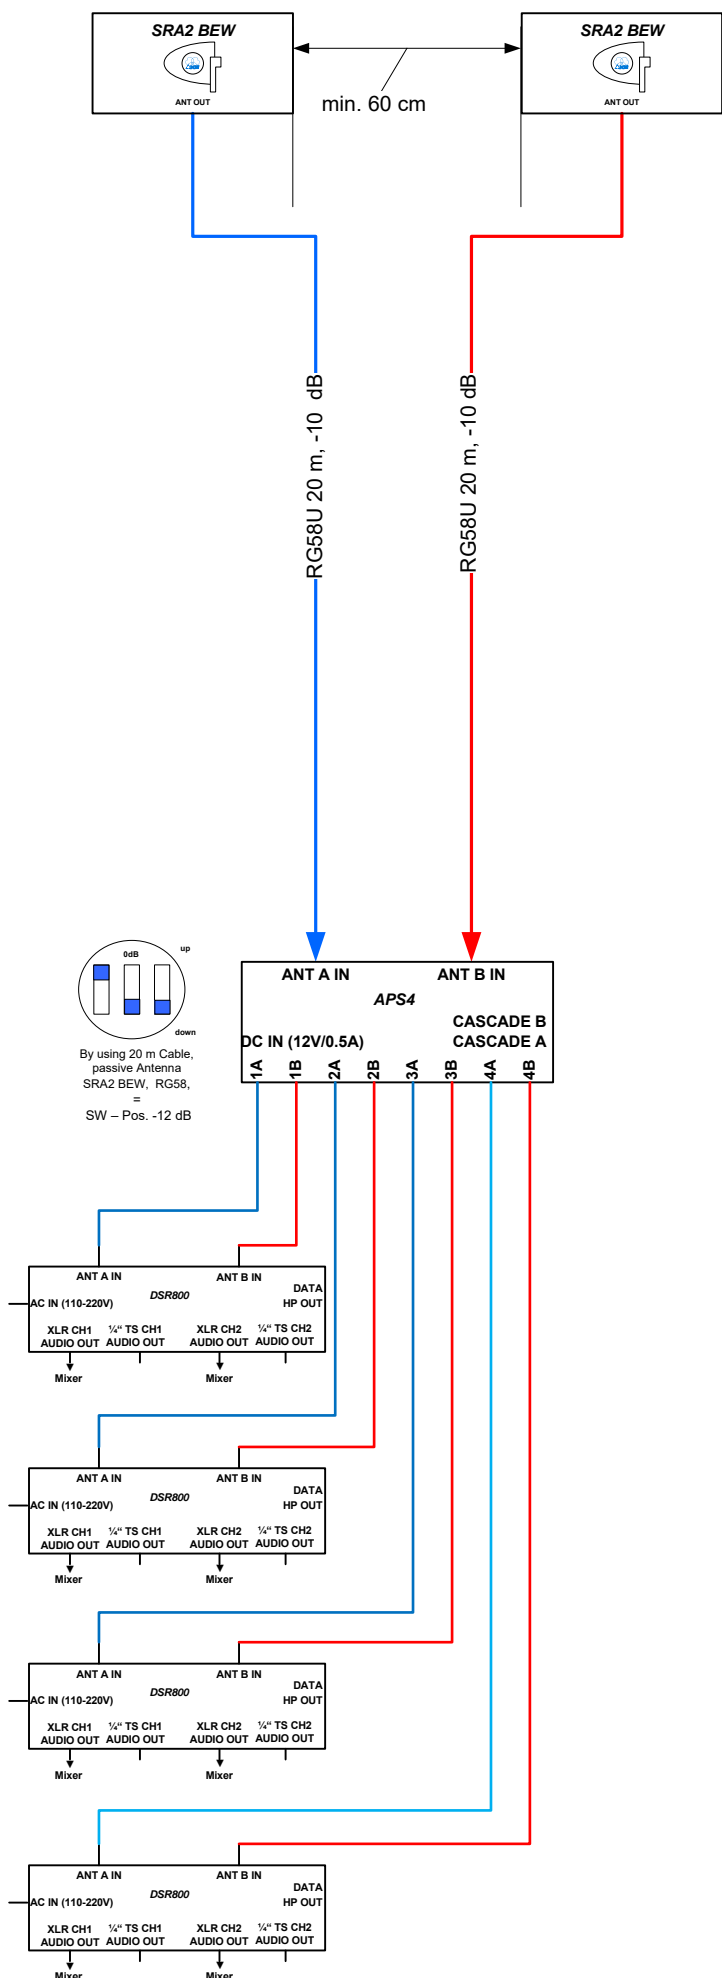 SRA2 BEW
ANT OUT
min. 60 cm
SRA2 BEW
ANT OUT
RG58U 20 m, -10  dB
RG58U 20 m, -10 dB
0dB
up
down
By using 20 m Cable,
passive Antenna
SRA2 BEW,  RG58,
=
SW – Pos. -12 dB
ANT A IN
ANT B IN
APS4
CASCADE B
DC IN (12V/0.5A)
CASCADE A
1A
1B
2A
2B
3A
3B
4A
4B
ANT A IN
ANT B IN
DSR800
DATA
AC IN (110-220V)
HP OUT
XLR CH1
AUDIO OUT
¼“ TS CH1
AUDIO OUT
XLR CH2
AUDIO OUT
¼“ TS CH2
AUDIO OUT
Mixer
Mixer
ANT A IN
ANT B IN
DSR800
DATA
AC IN (110-220V)
HP OUT
XLR CH1
AUDIO OUT
¼“ TS CH1
AUDIO OUT
XLR CH2
AUDIO OUT
¼“ TS CH2
AUDIO OUT
Mixer
Mixer
ANT A IN
ANT B IN
DSR800
DATA
AC IN (110-220V)
HP OUT
XLR CH1
AUDIO OUT
¼“ TS CH1
AUDIO OUT
XLR CH2
AUDIO OUT
¼“ TS CH2
AUDIO OUT
Mixer
Mixer
ANT A IN
ANT B IN
DSR800
DATA
AC IN (110-220V)
HP OUT
XLR CH1
AUDIO OUT
¼“ TS CH1
AUDIO OUT
XLR CH2
AUDIO OUT
¼“ TS CH2
AUDIO OUT
Mixer
Mixer